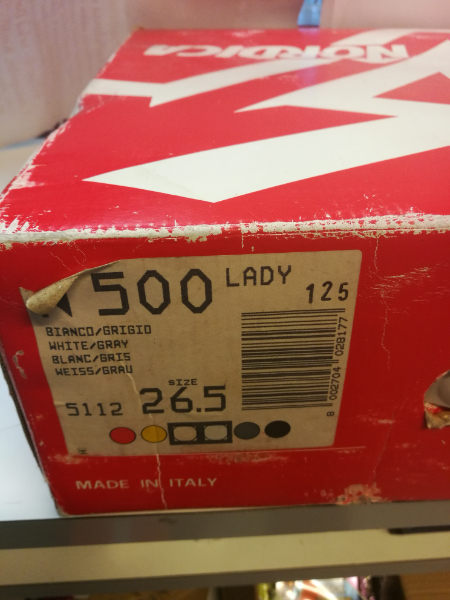 NORDICA
N 500 LADY 125
BIANCO/GRIGIO
WHITE/GRAY
BLANC/GRIS
WEISS/GRAU
SIZE
5112 26.5
8 002704 028177
MADE IN ITALY